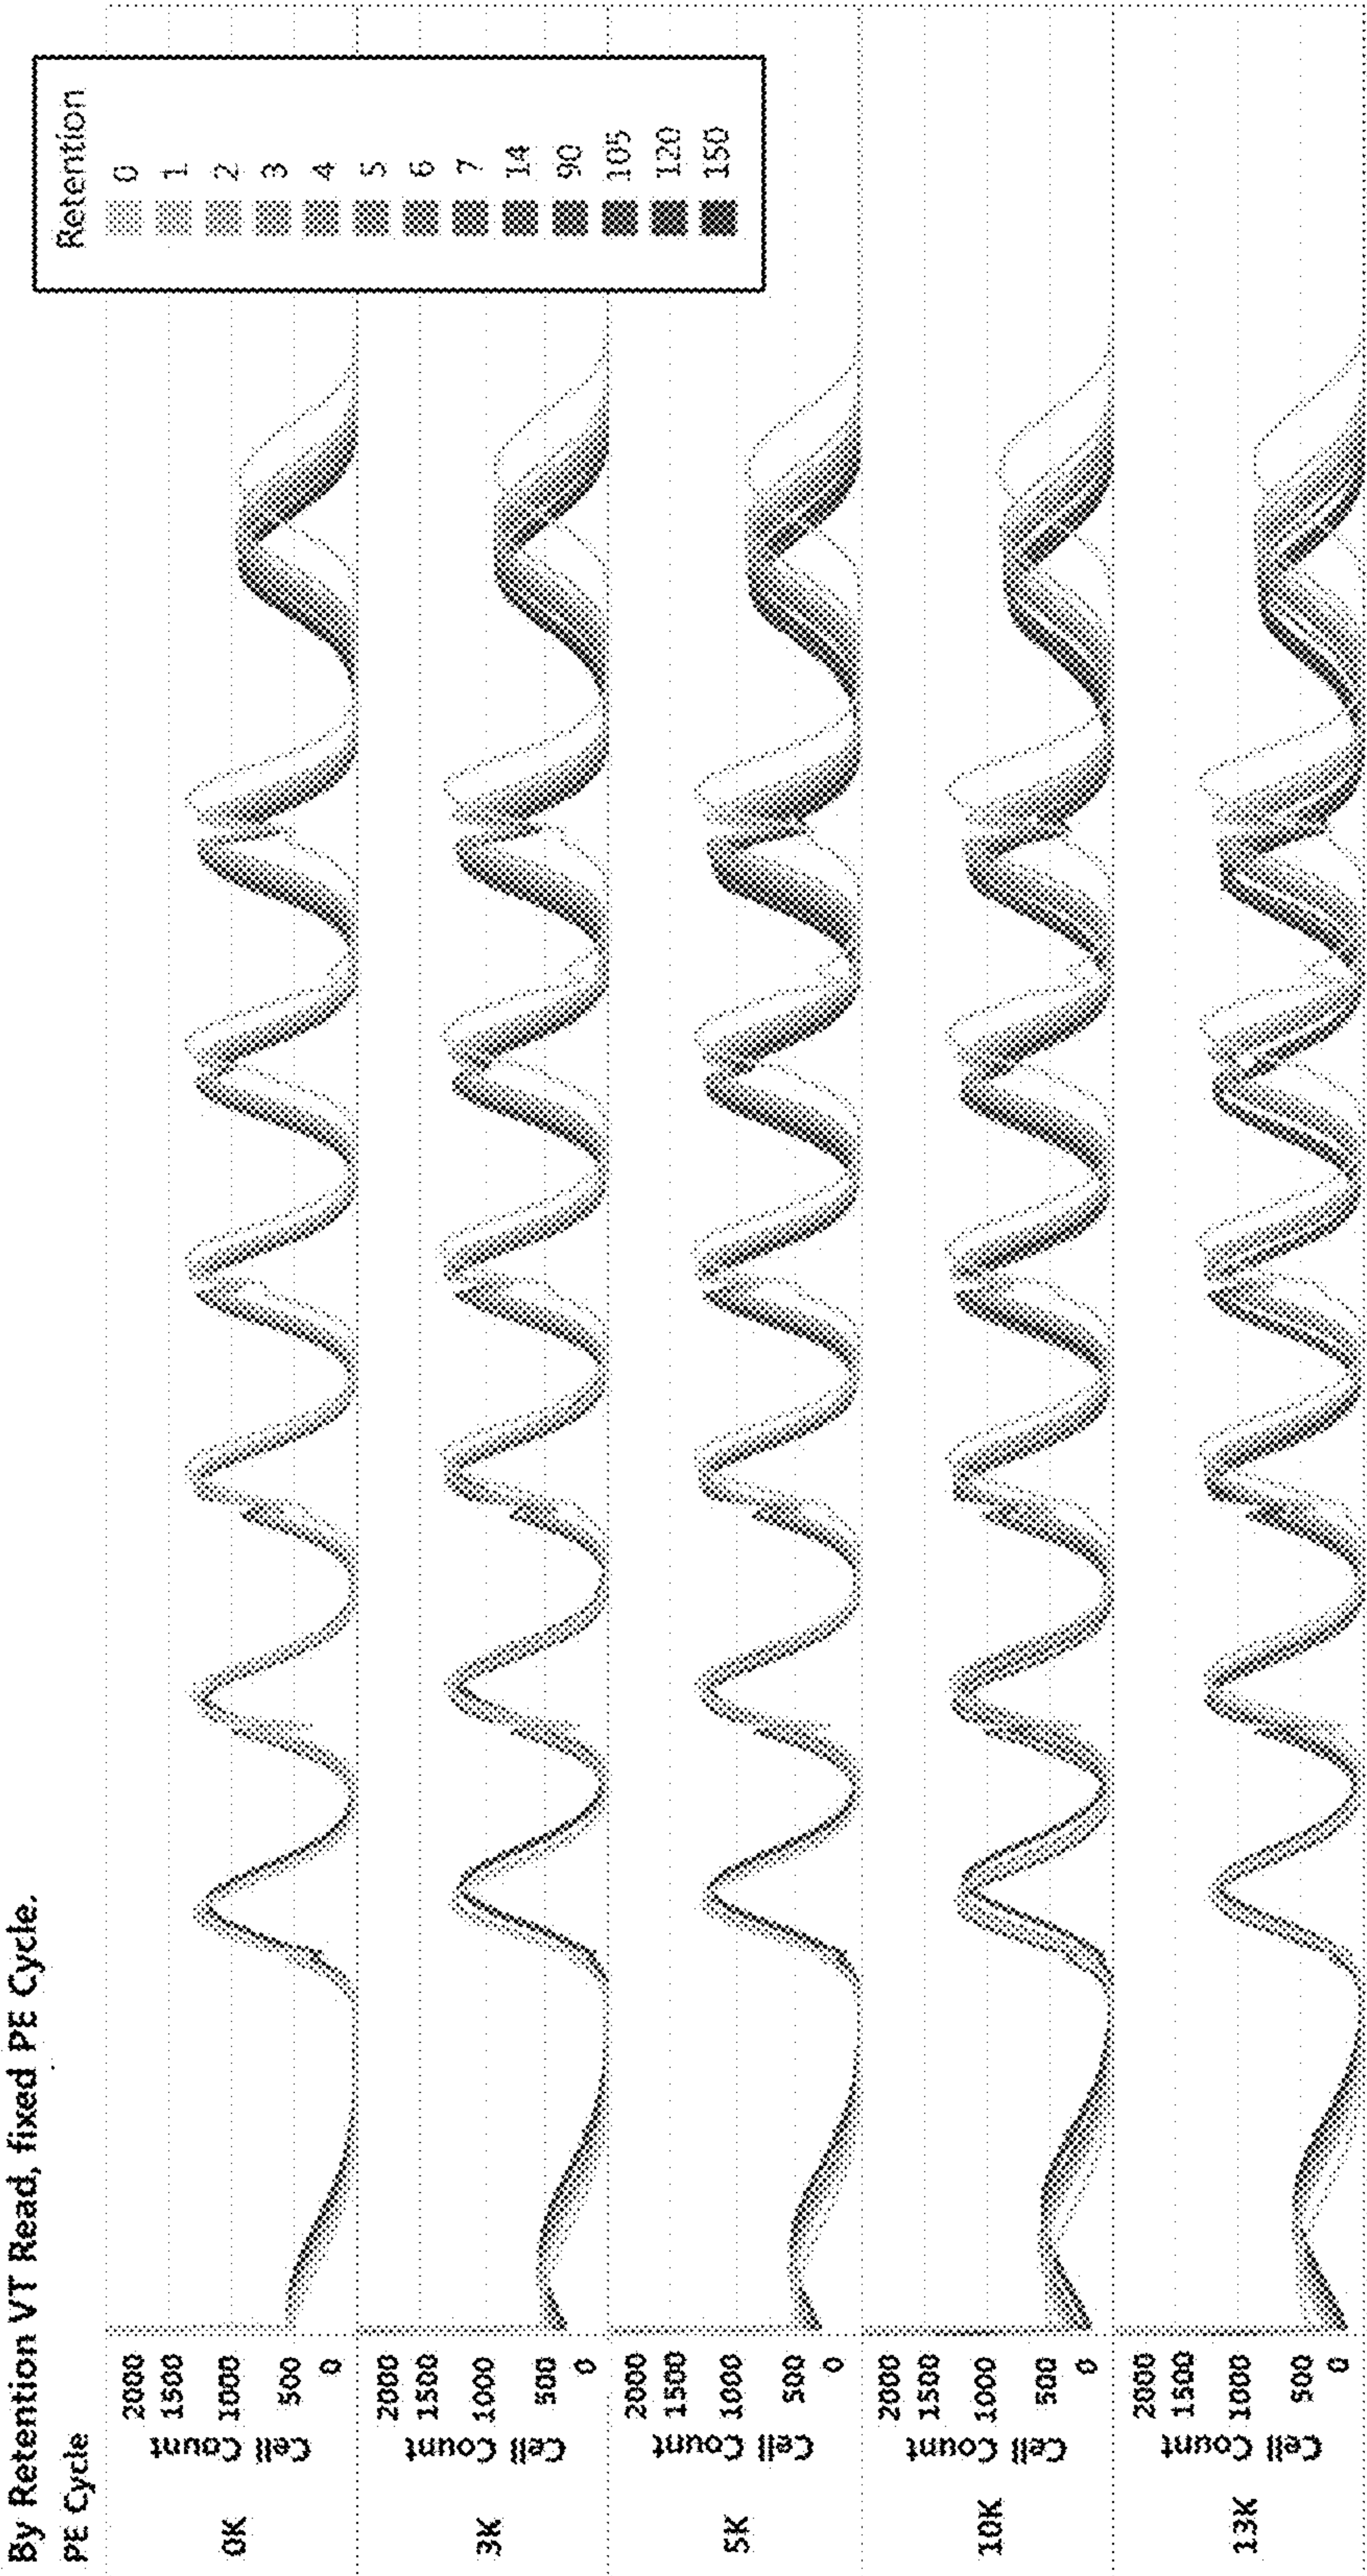 By Retention VT Read, fixed PE Cycle.
PE Cycle
0K
Cell Count
2000
1500
1000
500
0
3K
Cell Count
2000
1500
1000
500
0
5K
Cell Count
2000
1500
1000
500
0
10K
Cell Count
2000
1500
1000
500
0
13K
Cell Count
2000
1500
1000
500
0
Retention
0
1
2
3
4
5
6
7
14
90
105
120
150